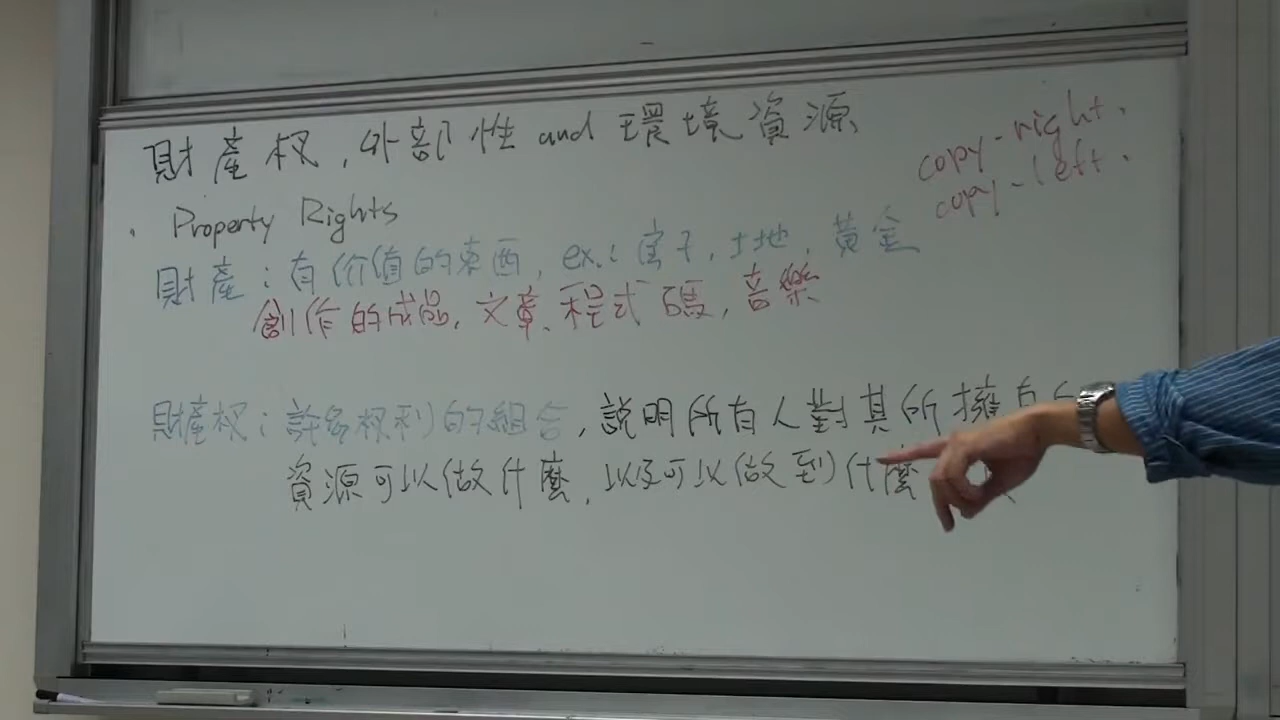 財產权,外部性 and 環境資源
copy-right.
copy-left.
. Property Rights
財產:有价值的東西, ex.: 房子, 土地, 黃金
創作的成品, 文章、程式碼, 音樂
財產权:許多权利的組合,說明所有人對其所擁有
資源可以做什麼, 以及可以做到什麼